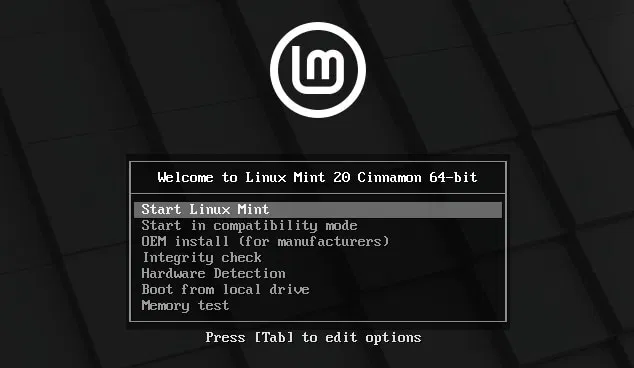 lm
Welcome to Linux Mint 20 Cinnamon 64-bit
Start Linux Mint
Start in compatibility mode
OEM install (for manufacturers)
Integrity check
Hardware Detection
Boot from local drive
Memory test
Press [Tab] to edit options